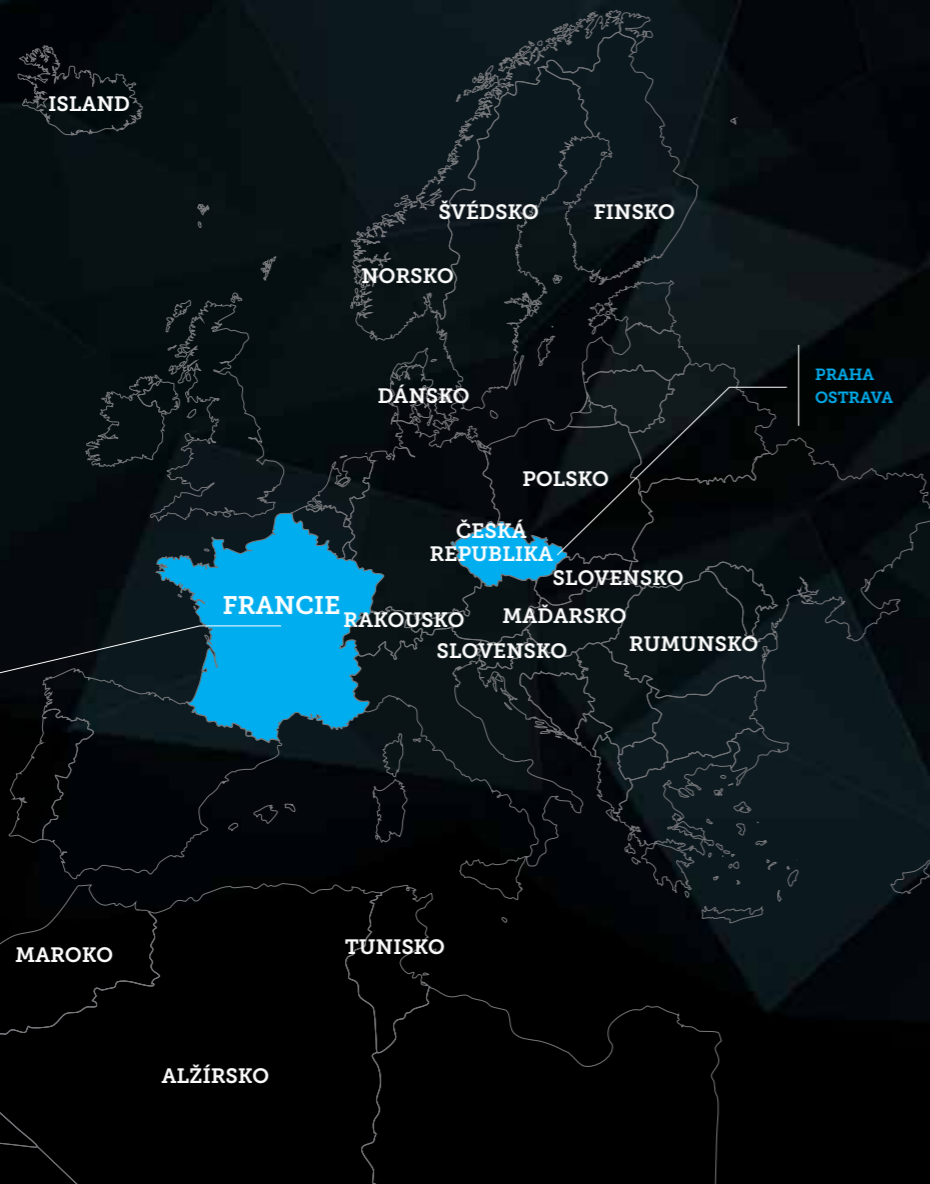 ISLAND
ŠVÉDSKO
FINSKO
NORSKO
PRAHA
OSTRAVA
DÁNSKO
POLSKO
ČESKÁ
REPUBLIKA
SLOVENSKO
FRANCIE
RAKOUSKO
MAĎARSKO
SLOVENSKO
RUMUNSKO
MAROKO
TUNISKO
ALŽÍRSKO